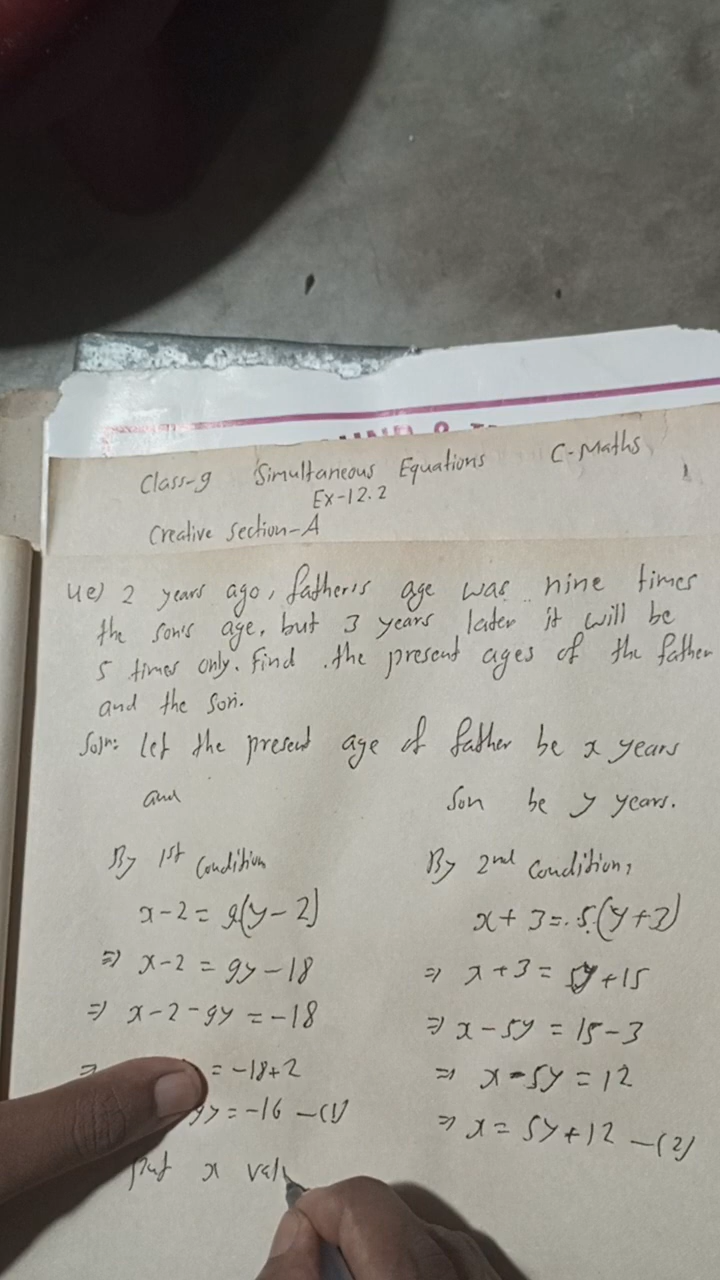 Class-9 Simultaneous Equations C-Maths
Ex-12.2
Creative Section-A
4e) 2 years ago, father's age was nine times
the son's age, but 3 years later it will be
5 times only. Find the present ages of the father
and the son.
Soln: Let the present age of father be x years
and son be y years.
By 1st Condition
x-2 = 9(y-2)
⇒ x-2 = 9y-18
⇒ x-2-9y = -18
= -18+2
9y = -16 -(1)
By 2nd Condition,
x+3 = 5(y+3)
⇒ x+3 = 5y+15
⇒ x-5y = 15-3
⇒ x-5y = 12
⇒ x = 5y+12 -(2)
put x val